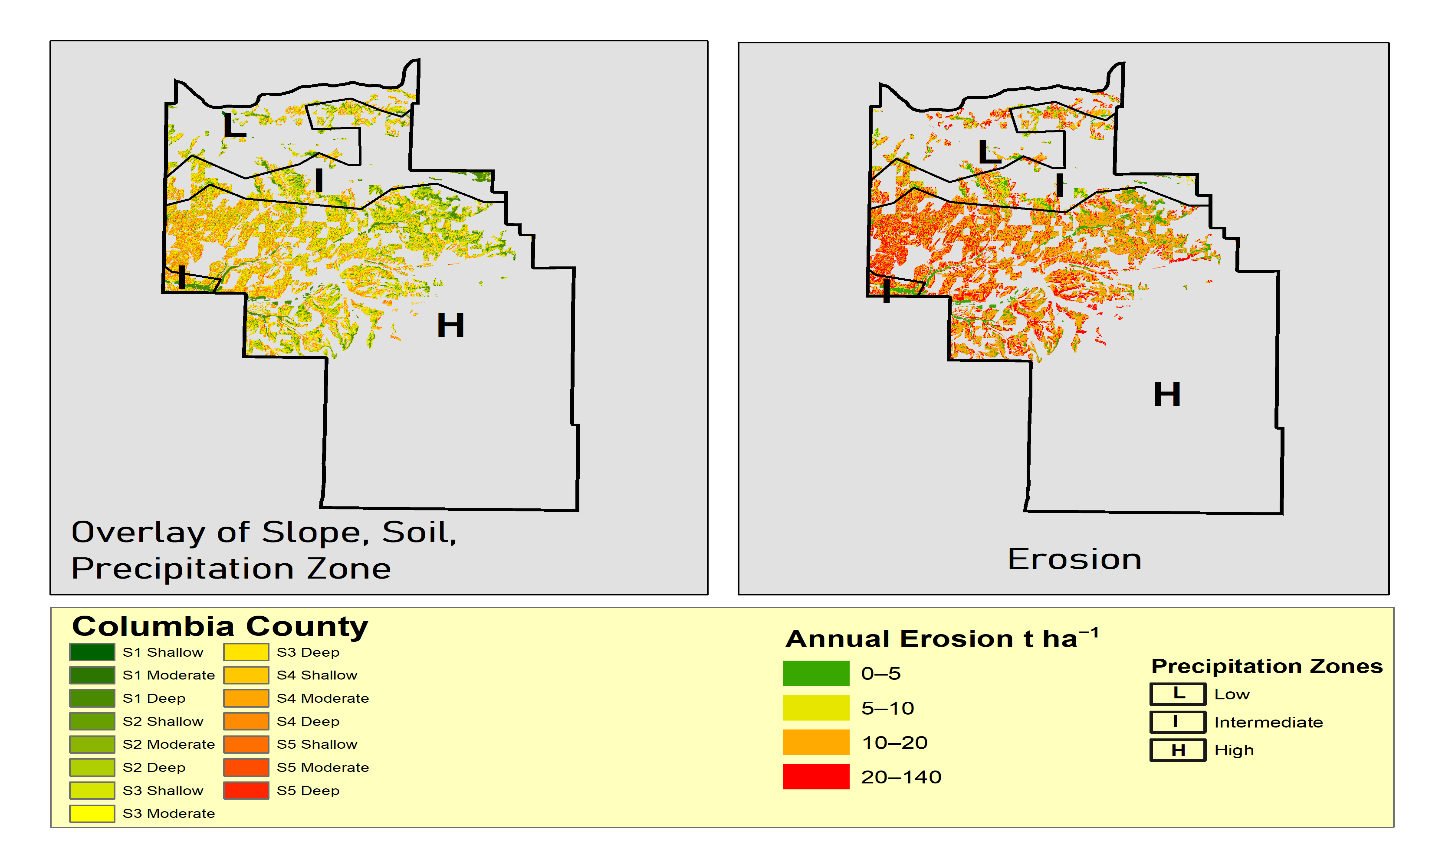 L
I
I
H
Overlay of Slope, Soil,
Precipitation Zone
L
I
I
H
Erosion
Columbia County
S1 Shallow
S1 Moderate
S1 Deep
S2 Shallow
S2 Moderate
S2 Deep
S3 Shallow
S3 Moderate
S3 Deep
S4 Shallow
S4 Moderate
S4 Deep
S5 Shallow
S5 Moderate
S5 Deep
Annual Erosion t ha⁻¹
0–5
5–10
10–20
20–140
Precipitation Zones
L Low
I Intermediate
H High